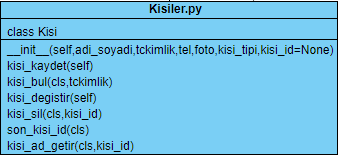 Kisiler.py
class Kisi
__init__(self,adi_soyadi,tckimlik,tel,foto,kisi_tipi,kisi_id=None)
kisi_kaydet(self)
kisi_bul(cls,tckimlik)
kisi_degistir(self)
kisi_sil(cls,kisi_id)
son_kisi_id(cls)
kisi_ad_getir(cls,kisi_id)